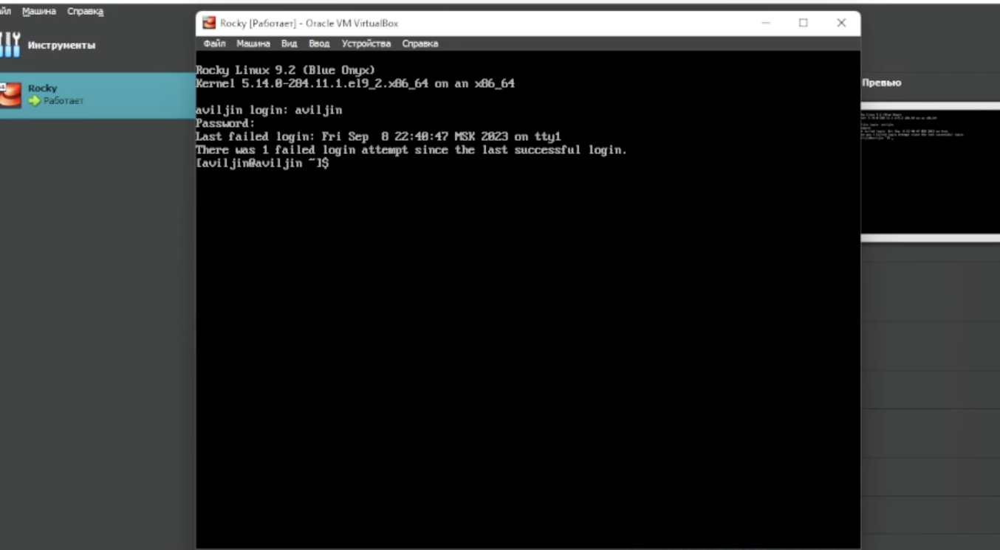 Машина Справка
Инструменты
Rocky
Работает
Rocky [Работает] - Oracle VM VirtualBox
Файл Машина Вид Ввод Устройства Справка
Rocky Linux 9.2 (Blue Onyx)
Kernel 5.14.0-284.11.1.el9_2.x86_64 on an x86_64
aviljin login: aviljin
Password:
Last failed login: Fri Sep  8 22:40:47 MSK 2023 on tty1
There was 1 failed login attempt since the last successful login.
[aviljin@aviljin ~]$
Превью